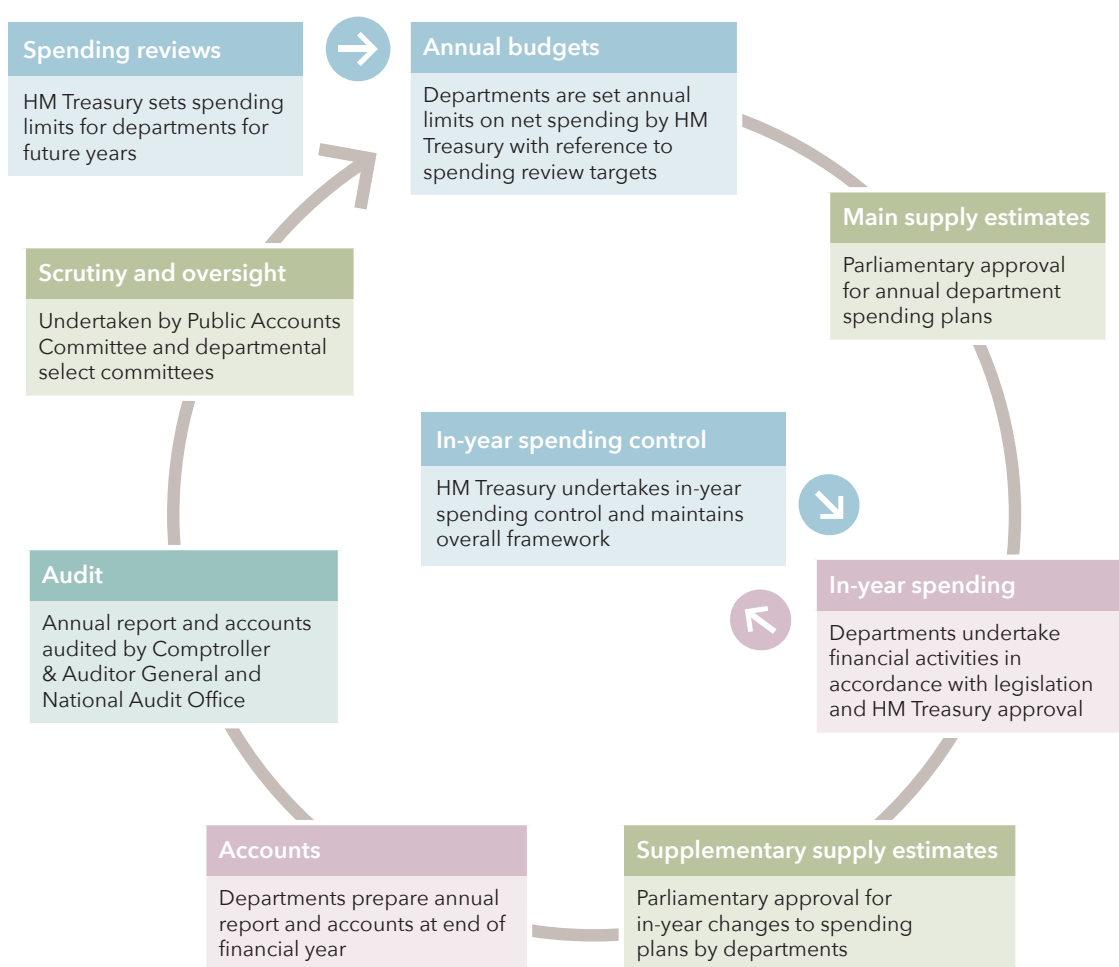 Spending reviews
HM Treasury sets spending
limits for departments for
future years
Annual budgets
Departments are set annual
limits on net spending by HM
Treasury with reference to
spending review targets
Main supply estimates
Parliamentary approval
for annual department
spending plans
In-year spending control
HM Treasury undertakes in-year
spending control and maintains
overall framework
In-year spending
Departments undertake
financial activities in
accordance with legislation
and HM Treasury approval
Supplementary supply estimates
Parliamentary approval for
in-year changes to spending
plans by departments
Accounts
Departments prepare annual
report and accounts at end of
financial year
Audit
Annual report and accounts
audited by Comptroller
& Auditor General and
National Audit Office
Scrutiny and oversight
Undertaken by Public Accounts
Committee and departmental
select committees